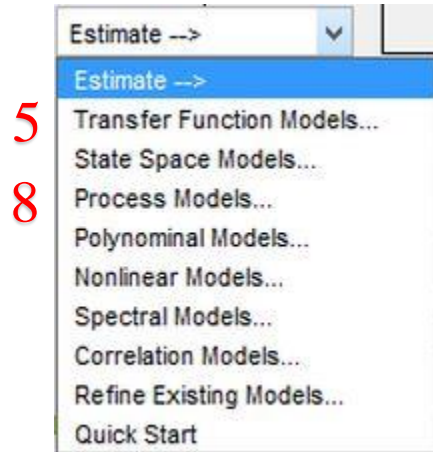 Estimate -->
Estimate -->
5 Transfer Function Models...
State Space Models...
8 Process Models...
Polynominal Models...
Nonlinear Models...
Spectral Models...
Correlation Models...
Refine Existing Models...
Quick Start